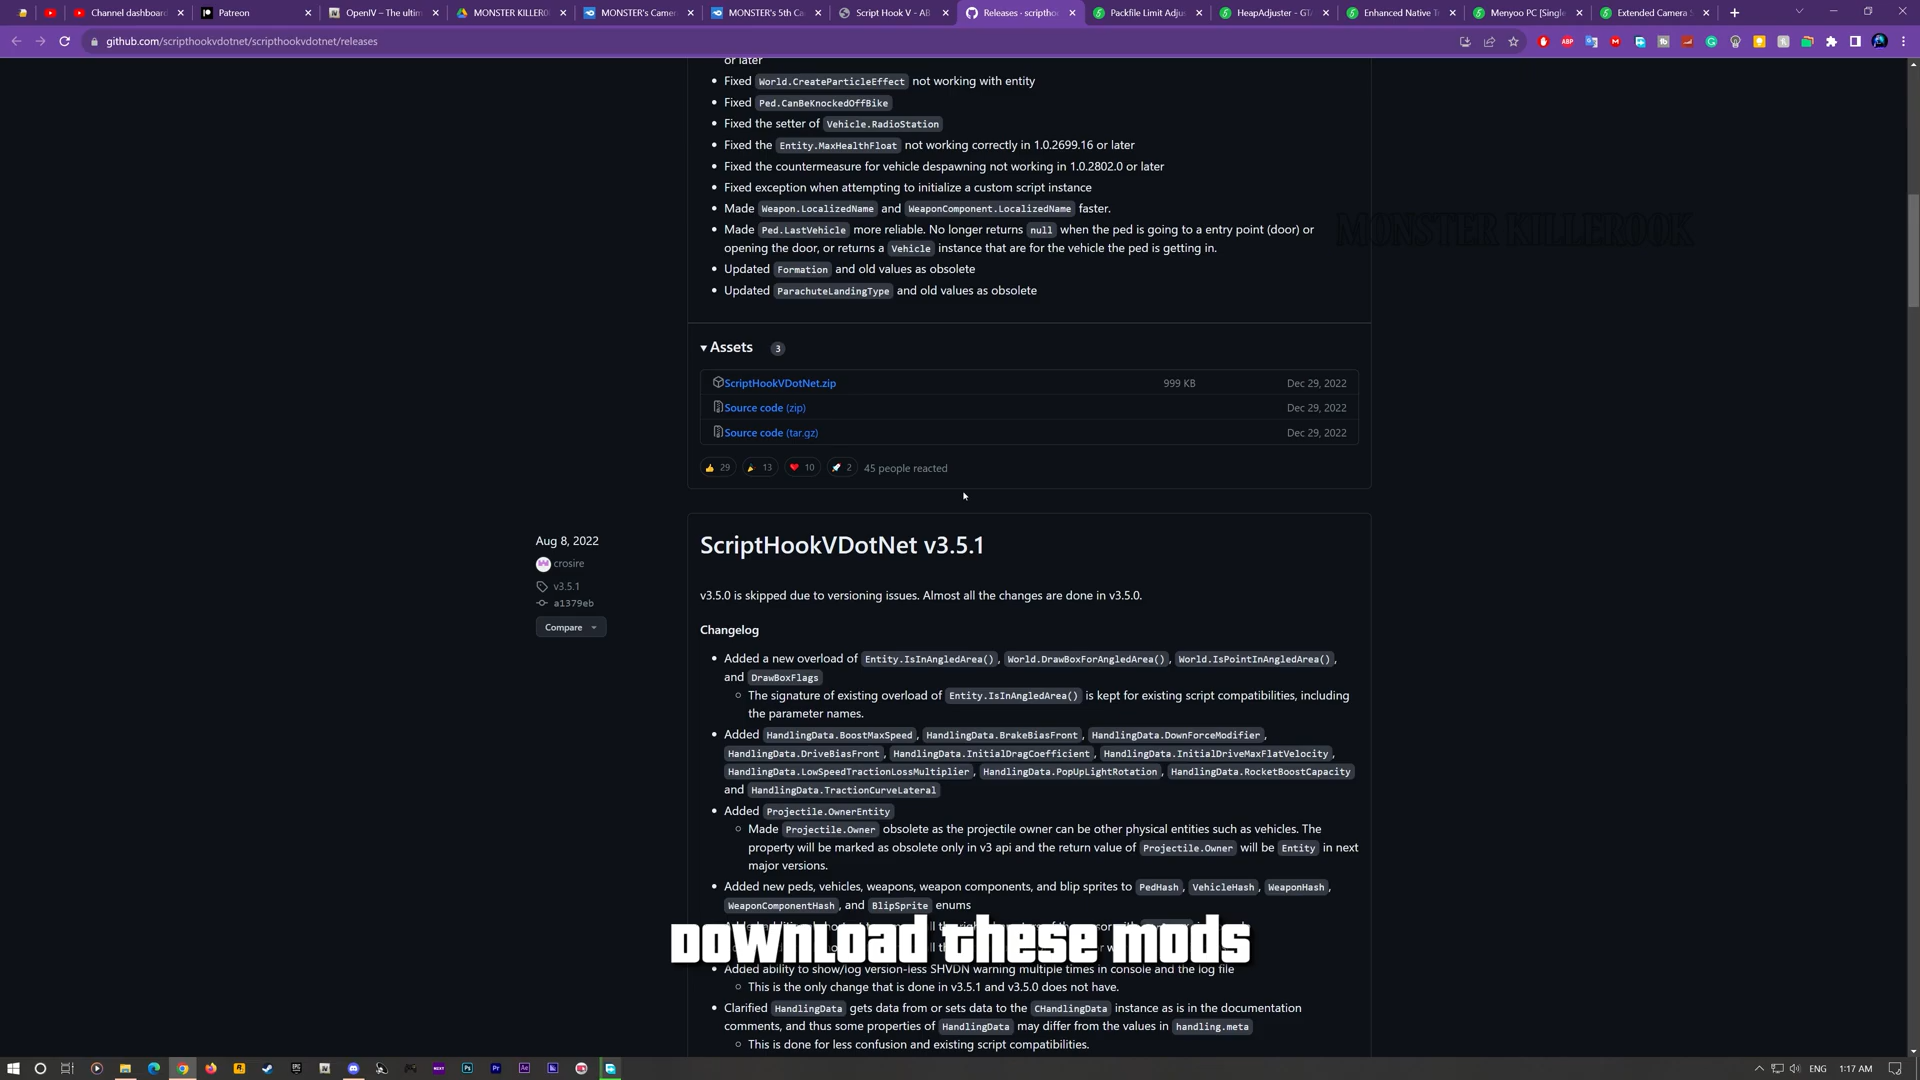 Channel dashboard
Patreon
OpenIV – The ultim
MONSTER KILLERO
MONSTER's Camer
MONSTER's 5th Ca
Script Hook V - AB
Releases · scripthoo
Packfile Limit Adju
HeapAdjuster - GTA
Enhanced Native Tr
Menyoo PC [Single
Extended Camera S
github.com/scripthookvdotnet/scripthookvdotnet/releases
or later
Fixed World.CreateParticleEffect not working with entity
Fixed Ped.CanBeKnockedOffBike
Fixed the setter of Vehicle.RadioStation
Fixed the Entity.MaxHealthFloat not working correctly in 1.0.2699.16 or later
Fixed the countermeasure for vehicle despawning not working in 1.0.2802.0 or later
Fixed exception when attempting to initialize a custom script instance
Made Weapon.LocalizedName and WeaponComponent.LocalizedName faster.
Made Ped.LastVehicle more reliable. No longer returns null when the ped is going to a entry point (door) or
opening the door, or returns a Vehicle instance that are for the vehicle the ped is getting in.
Updated Formation and old values as obsolete
Updated ParachuteLandingType and old values as obsolete
MONSTER KILLEROOK
Assets 3
ScriptHookVDotNet.zip 999 KB Dec 29, 2022
Source code (zip) Dec 29, 2022
Source code (tar.gz) Dec 29, 2022
29 13 10 2 45 people reacted
Aug 8, 2022
crosire
v3.5.1
a1379eb
Compare
ScriptHookVDotNet v3.5.1
v3.5.0 is skipped due to versioning issues. Almost all the changes are done in v3.5.0.
Changelog
Added a new overload of Entity.IsInAngledArea(), World.DrawBoxForAngledArea(), World.IsPointInAngledArea(),
and DrawBoxFlags
The signature of existing overload of Entity.IsInAngledArea() is kept for existing script compatibilities, including
the parameter names.
Added HandlingData.BoostMaxSpeed, HandlingData.BrakeBiasFront, HandlingData.DownForceModifier,
HandlingData.DriveBiasFront, HandlingData.InitialDragCoefficient, HandlingData.InitialDriveMaxFlatVelocity,
HandlingData.LowSpeedTractionLossMultiplier, HandlingData.PopUpLightRotation, HandlingData.RocketBoostCapacity
and HandlingData.TractionCurveLateral
Added Projectile.OwnerEntity
Made Projectile.Owner obsolete as the projectile owner can be other physical entities such as vehicles. The
property will be marked as obsolete only in v3 api and the return value of Projectile.Owner will be Entity in next
major versions.
Added new peds, vehicles, weapons, weapon components, and blip sprites to PedHash, VehicleHash, WeaponHash,
WeaponComponentHash, and BlipSprite enums
DOWNLOAD THESE MODS
Added ability to show/log version-less SHVDN warning multiple times in console and the log file
This is the only change that is done in v3.5.1 and v3.5.0 does not have.
Clarified HandlingData gets data from or sets data to the CHandlingData instance as is in the documentation
comments, and thus some properties of HandlingData may differ from the values in handling.meta
This is done for less confusion and existing script compatibilities.
ENG 1:17 AM